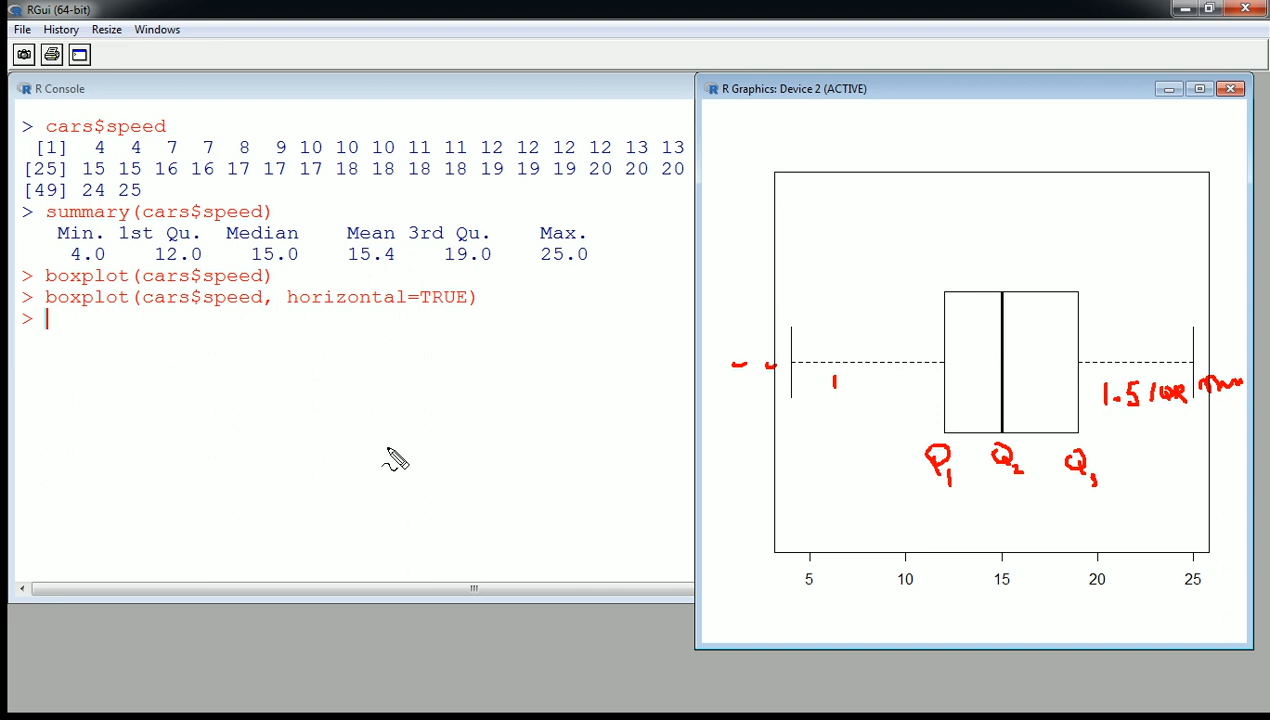 RGui (64-bit)
File History Resize Windows
R Console
> cars$speed
[1] 4 4 7 7 8 9 10 10 10 11 11 12 12 12 12 13 13
[25] 15 15 16 16 17 17 17 18 18 18 18 19 19 19 20 20 20
[49] 24 25
> summary(cars$speed)
Min. 1st Qu. Median Mean 3rd Qu. Max.
4.0 12.0 15.0 15.4 19.0 25.0
> boxplot(cars$speed)
> boxplot(cars$speed, horizontal=TRUE)
>
R Graphics: Device 2 (ACTIVE)
1.5 IQR
Q1 Q2 Q3
5 10 15 20 25